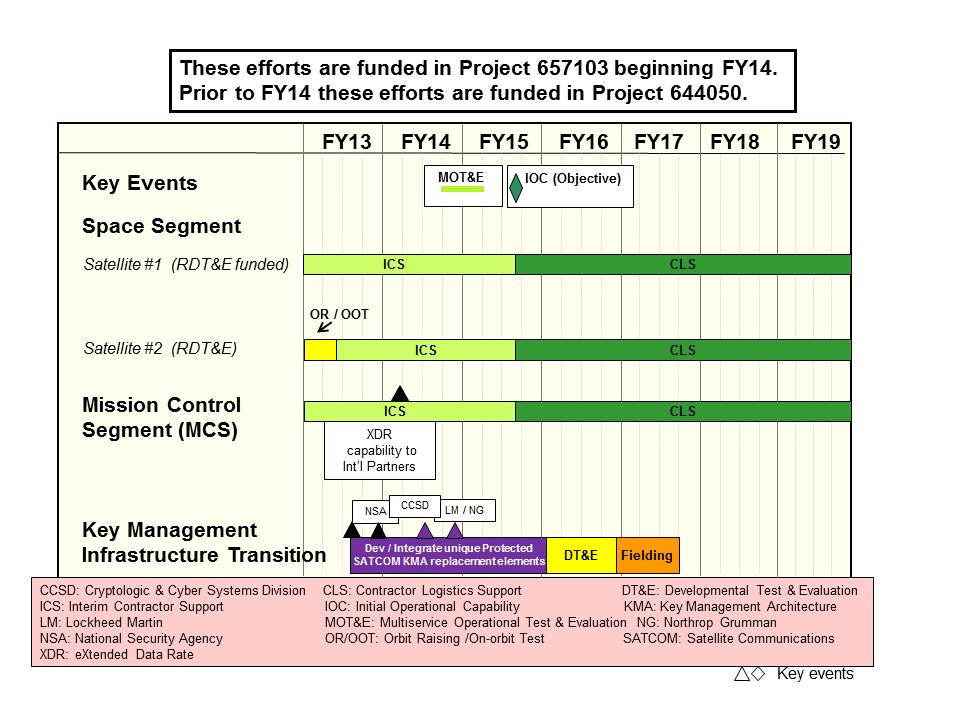 These efforts are funded in Project 657103 beginning FY14.
Prior to FY14 these efforts are funded in Project 644050.
FY13 FY14 FY15 FY16 FY17 FY18 FY19
Key Events
MOT&E
IOC (Objective)
Space Segment
Satellite #1 (RDT&E funded)
ICS
CLS
OR / OOT
Satellite #2 (RDT&E)
ICS
CLS
Mission Control
Segment (MCS)
ICS
CLS
XDR
capability to
Int'l Partners
NSA
CCSD
LM / NG
Key Management
Infrastructure Transition
Dev / Integrate unique Protected
SATCOM KMA replacement elements
DT&E
Fielding
CCSD: Cryptologic & Cyber Systems Division CLS: Contractor Logistics Support DT&E: Developmental Test & Evaluation
ICS: Interim Contractor Support IOC: Initial Operational Capability KMA: Key Management Architecture
LM: Lockheed Martin MOT&E: Multiservice Operational Test & Evaluation NG: Northrop Grumman
NSA: National Security Agency OR/OOT: Orbit Raising /On-orbit Test SATCOM: Satellite Communications
XDR: eXtended Data Rate
Key events